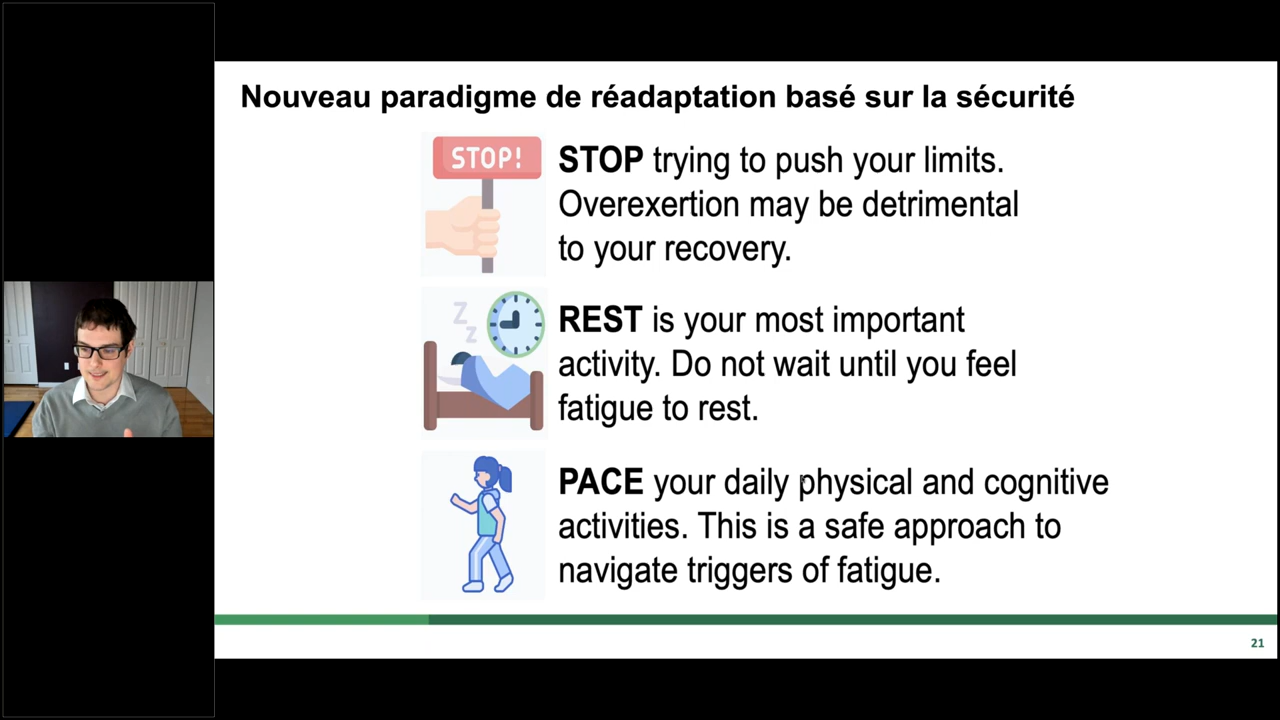 Nouveau paradigme de réadaptation basé sur la sécurité
STOP!
STOP trying to push your limits.
Overexertion may be detrimental
to your recovery.
Z
z
REST is your most important
activity. Do not wait until you feel
fatigue to rest.
PACE your daily physical and cognitive
activities. This is a safe approach to
navigate triggers of fatigue.
21